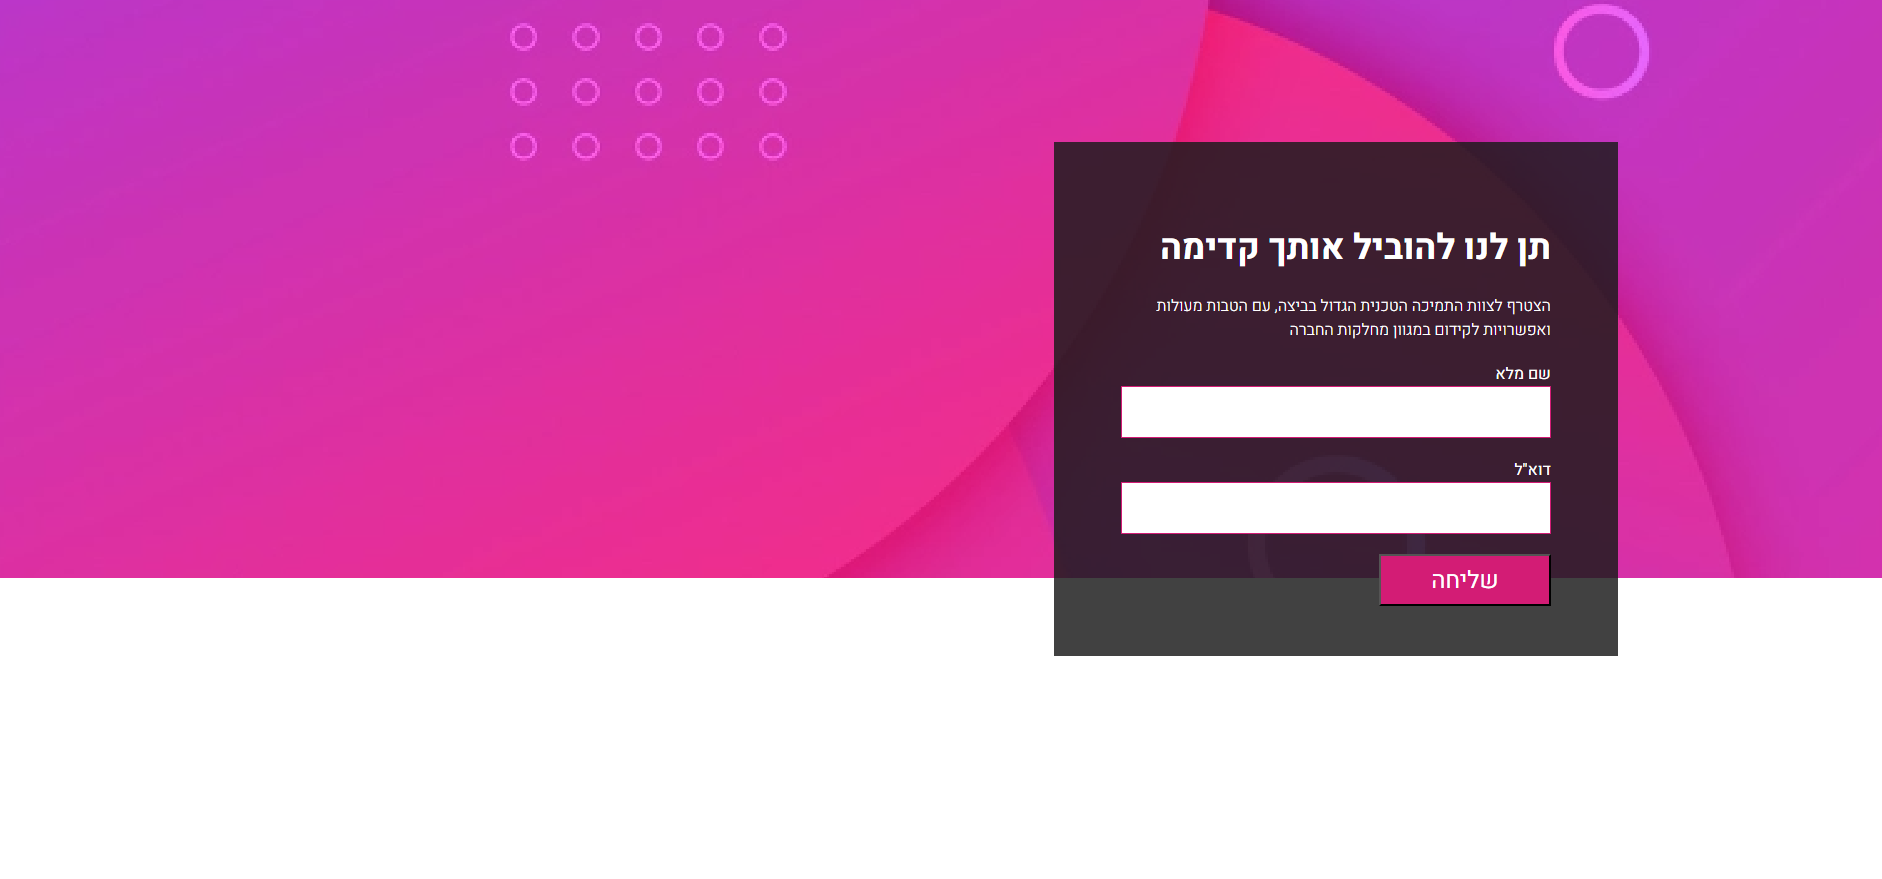 תן לנו להוביל אותך קדימה
הצטרף לצוות התמיכה הטכנית הגדול בביצה, עם הטבות מעולות
ואפשרויות לקידום במגוון מחלקות החברה
שם מלא
דוא"ל
שליחה